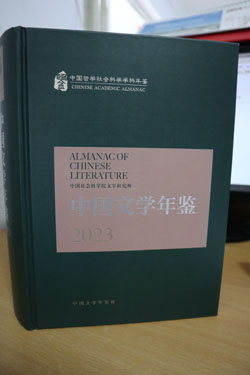 中国哲学社会科学学科年鉴
CHINESE ACADEMIC ALMANAC
ALMANAC OF
CHINESE
LITERATURE
中国社会科学院文学研究所
中国文学年鉴
2023
中国文学年鉴社